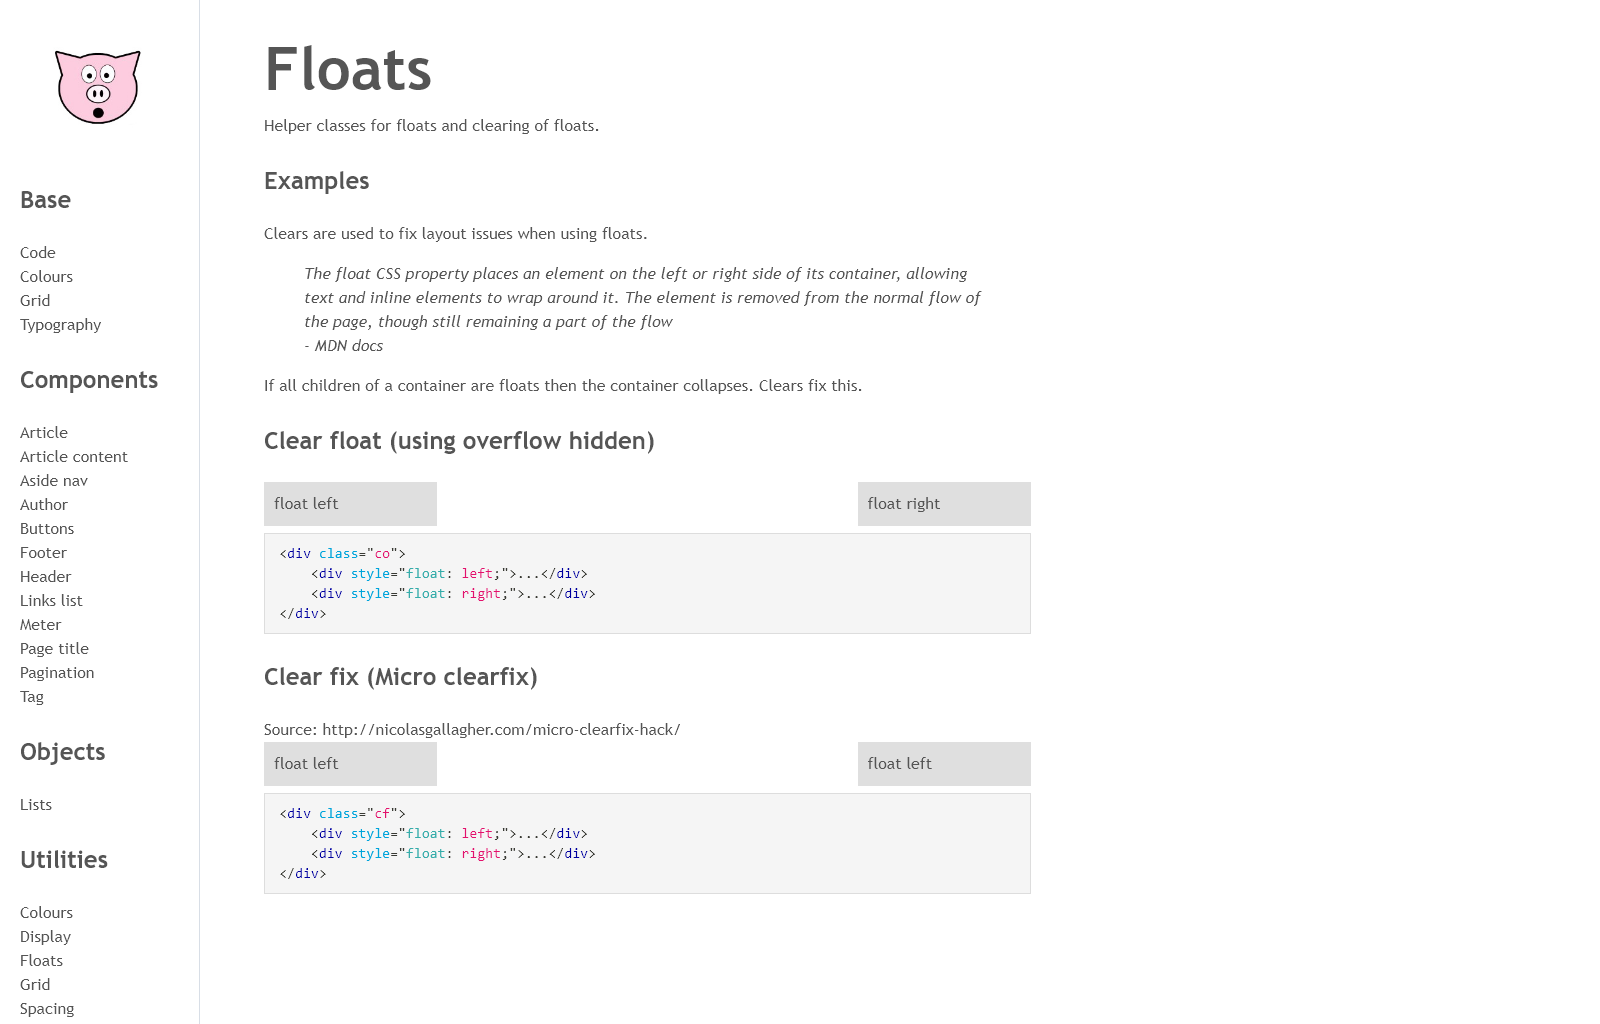 Base
Code
Colours
Grid
Typography
Components
Article
Article content
Aside nav
Author
Buttons
Footer
Header
Links list
Meter
Page title
Pagination
Tag
Objects
Lists
Utilities
Colours
Display
Floats
Grid
Spacing
Floats
Helper classes for floats and clearing of floats.
Examples
Clears are used to fix layout issues when using floats.
The float CSS property places an element on the left or right side of its container, allowing
text and inline elements to wrap around it. The element is removed from the normal flow of
the page, though still remaining a part of the flow
- MDN docs
If all children of a container are floats then the container collapses. Clears fix this.
Clear float (using overflow hidden)
float left
float right
<div class="co">
    <div style="float: left;">...</div>
    <div style="float: right;">...</div>
</div>
Clear fix (Micro clearfix)
Source: http://nicolasgallagher.com/micro-clearfix-hack/
float left
float left
<div class="cf">
    <div style="float: left;">...</div>
    <div style="float: right;">...</div>
</div>